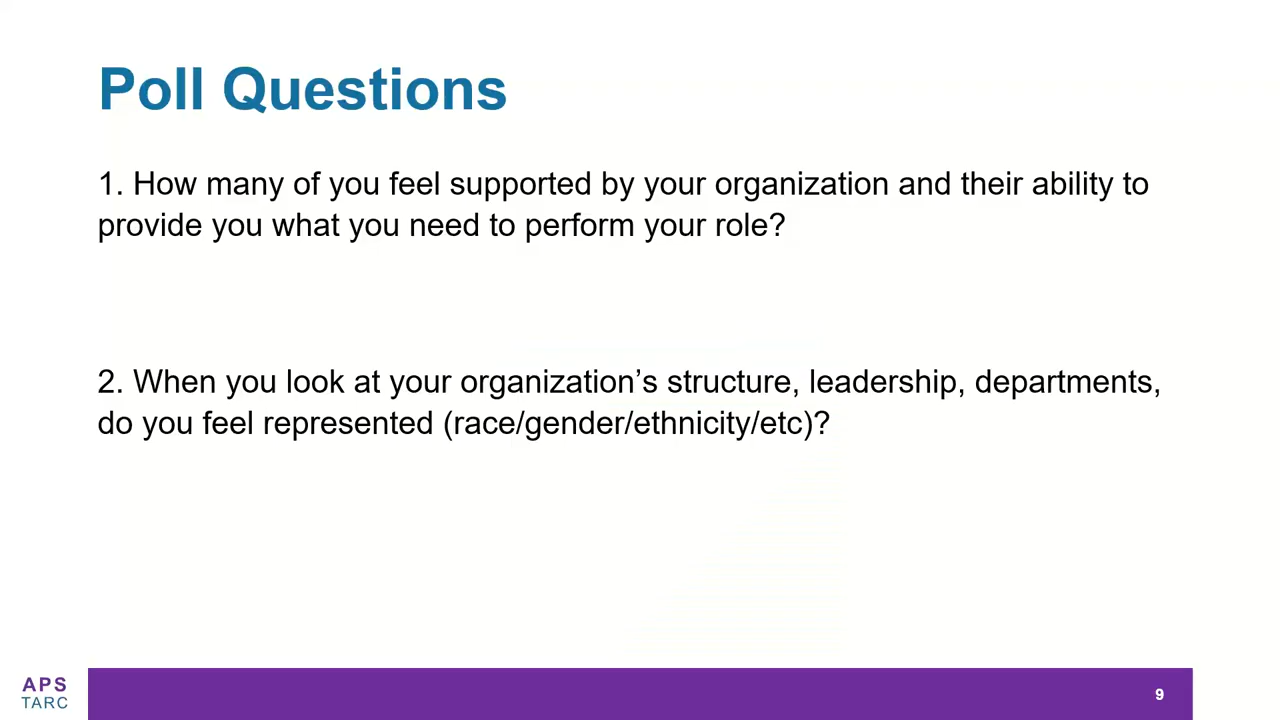 Poll Questions
1. How many of you feel supported by your organization and their ability to
provide you what you need to perform your role?
2. When you look at your organization’s structure, leadership, departments,
do you feel represented (race/gender/ethnicity/etc)?
APS
TARC
9